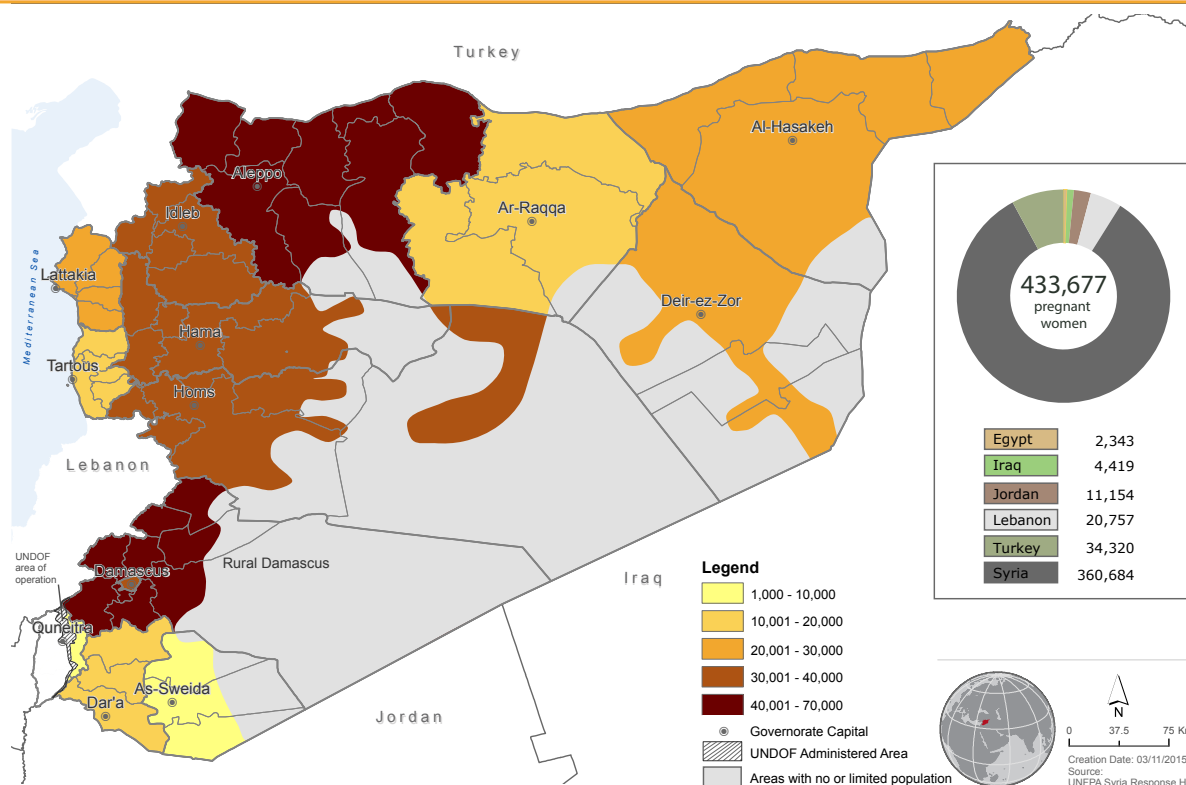 Turkey
Al-Hasakeh
Aleppo
Ar-Raqqa
Idleb
Mediterranean Sea
Lattakia
Deir-ez-Zor
Hama
Tartous
Homs
Lebanon
UNDOF
area of
operation
Damascus
Rural Damascus
Iraq
Quneitra
As-Sweida
Dar'a
Jordan
433,677
pregnant
women
Egypt 2,343
Iraq 4,419
Jordan 11,154
Lebanon 20,757
Turkey 34,320
Syria 360,684
Legend
1,000 - 10,000
10,001 - 20,000
20,001 - 30,000
30,001 - 40,000
40,001 - 70,000
Governorate Capital
UNDOF Administered Area
Areas with no or limited population
N
0 37.5 75
Creation Date: 03/11/2015
Source:
UNFPA Syria Response